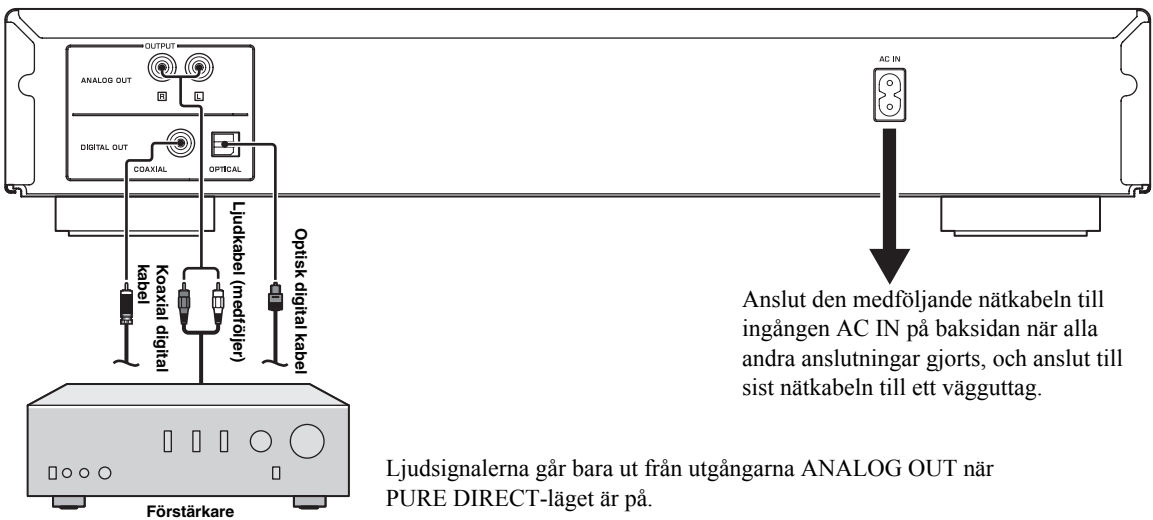 OUTPUT
ANALOG OUT
R L
DIGITAL OUT
COAXIAL OPTICAL
AC IN
Koaxial digital
kabel
Ljudkabel (medföljer)
Optisk digital kabel
Förstärkare
Anslut den medföljande nätkabeln till
ingången AC IN på baksidan när alla
andra anslutningar gjorts, och anslut till
sist nätkabeln till ett vägguttag.
Ljudsignalerna går bara ut från utgångarna ANALOG OUT när
PURE DIRECT-läget är på.